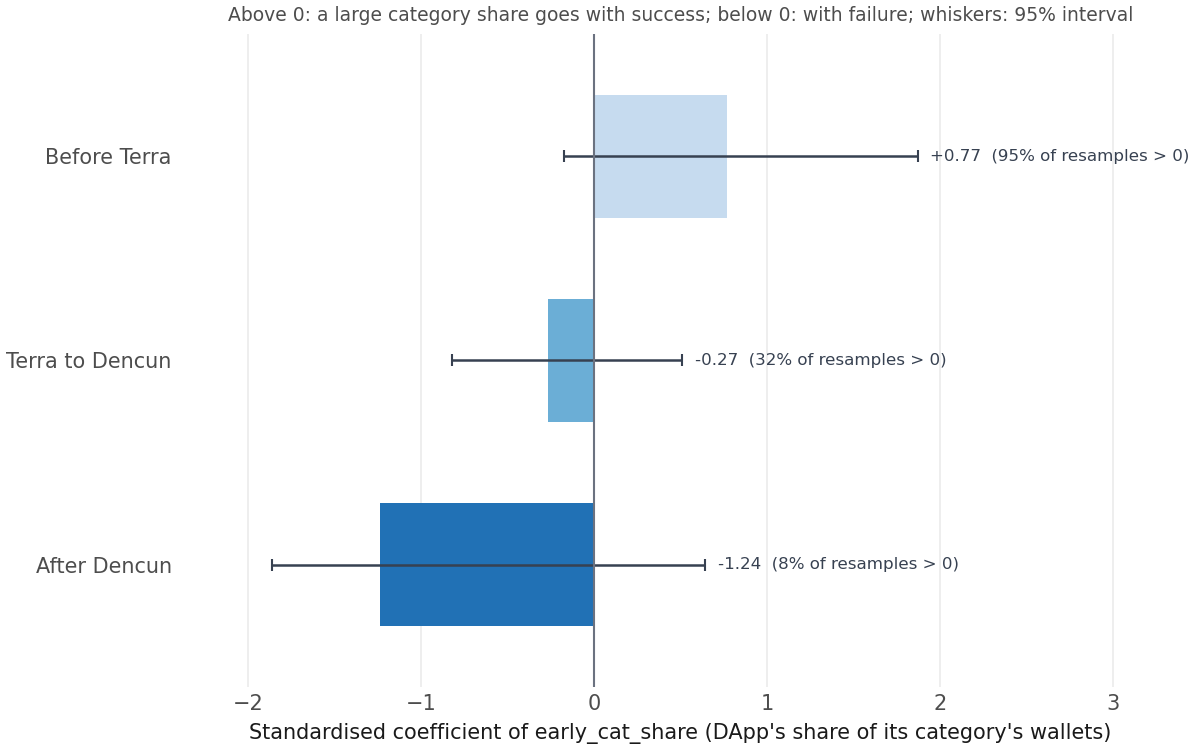 Above 0: a large category share goes with success; below 0: with failure; whiskers: 95% interval
Before Terra
+0.77  (95% of resamples > 0)
Terra to Dencun
-0.27  (32% of resamples > 0)
After Dencun
-1.24  (8% of resamples > 0)
−2 −1 0 1 2 3
Standardised coefficient of early_cat_share (DApp's share of its category's wallets)